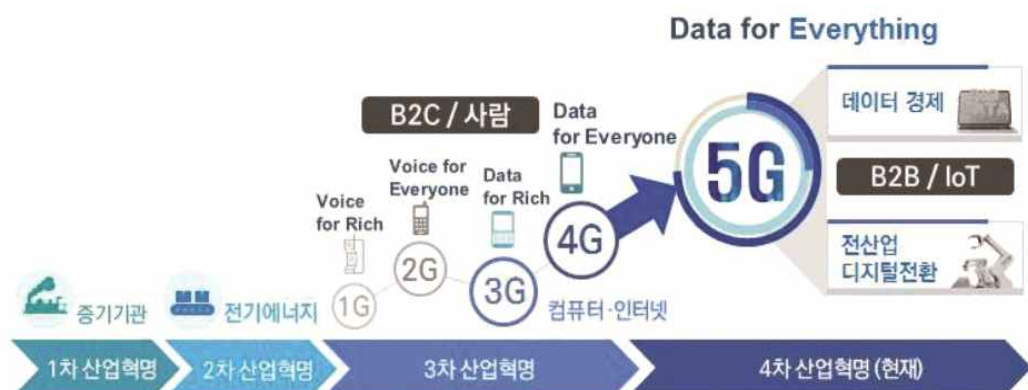 Data for Everything
B2C / 사람
Data
for Everyone
Voice for
Everyone
Data
for Rich
Voice
for Rich
1G
2G
3G
4G
5G
데이터 경제
B2B / IoT
전산업
디지털전환
증기기관
전기에너지
컴퓨터·인터넷
1차 산업혁명
2차 산업혁명
3차 산업혁명
4차 산업혁명 (현재)